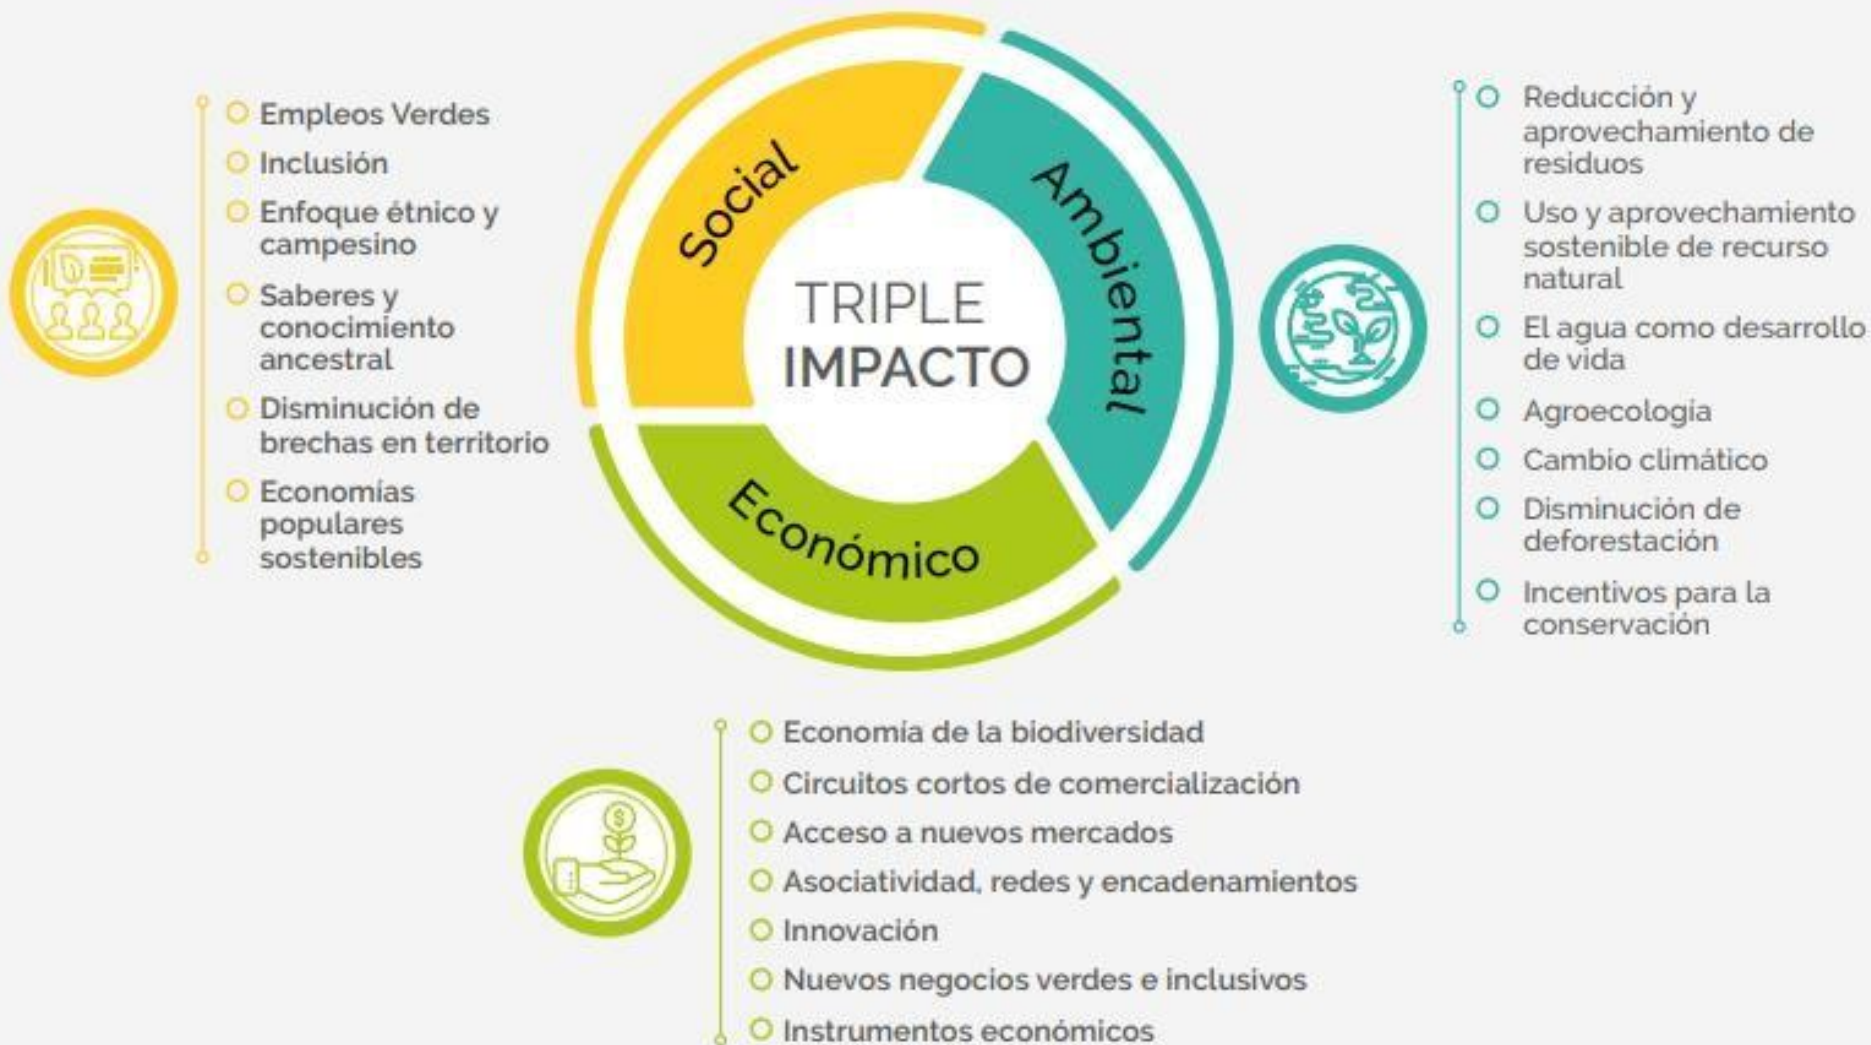 Empleos Verdes
Inclusión
Enfoque étnico y
campesino
Saberes y
conocimiento
ancestral
Disminución de
brechas en territorio
Economías
populares
sostenibles
Social
Ambiental
Económico
TRIPLE
IMPACTO
Reducción y
aprovechamiento de
residuos
Uso y aprovechamiento
sostenible de recurso
natural
El agua como desarrollo
de vida
Agroecología
Cambio climático
Disminución de
deforestación
Incentivos para la
conservación
$
Economía de la biodiversidad
Circuitos cortos de comercialización
Acceso a nuevos mercados
Asociatividad, redes y encadenamientos
Innovación
Nuevos negocios verdes e inclusivos
Instrumentos económicos